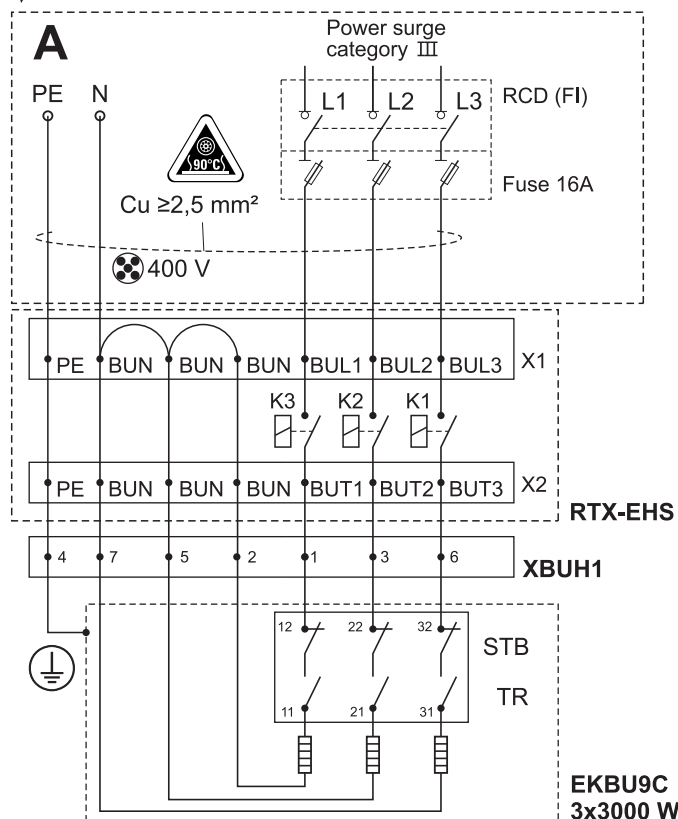 A
Power surge
category III
PE N
L1 L2 L3
RCD (FI)
90°C
Fuse 16A
Cu ≥2,5 mm²
400 V
PE BUN BUN BUN BUL1 BUL2 BUL3 X1
K3 K2 K1
PE BUN BUN BUN BUT1 BUT2 BUT3 X2
RTX-EHS
4 7 5 2 1 3 6
XBUH1
12 22 32
STB
TR
11 21 31
EKBU9C
3x3000 W